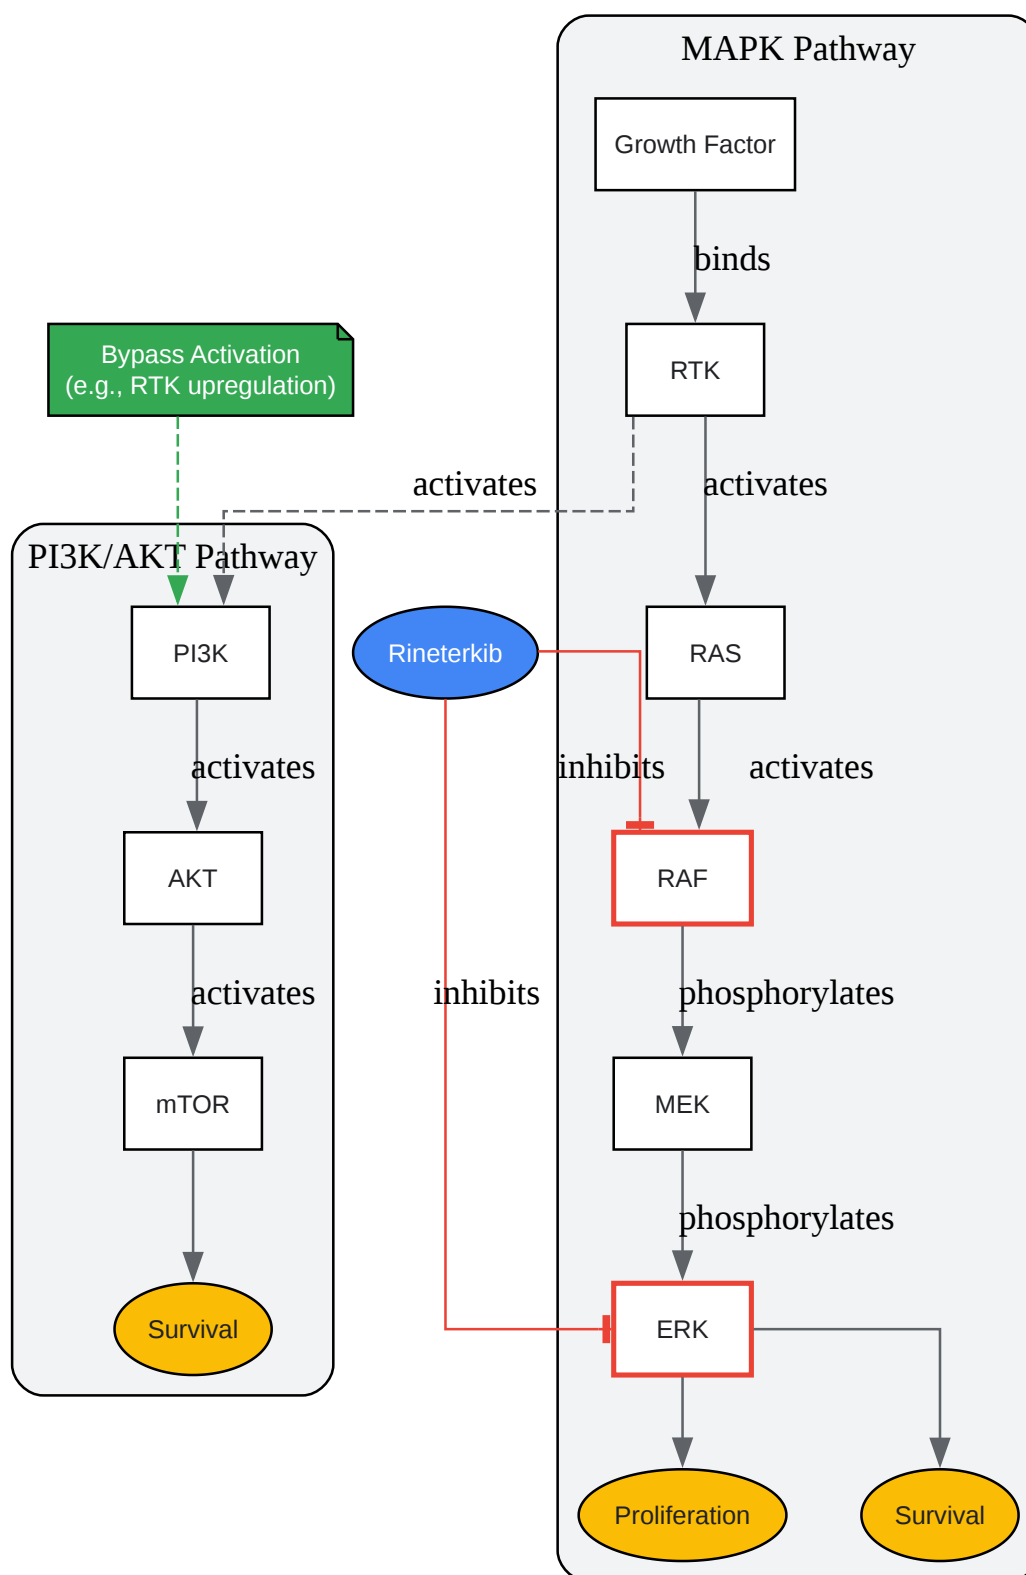 MAPK Pathway
Growth Factor
binds
RTK
Bypass Activation
(e.g., RTK upregulation)
activates
activates
PI3K/AKT Pathway
PI3K
Rineterkib
RAS
activates
inhibits
activates
AKT
RAF
activates
inhibits
phosphorylates
mTOR
MEK
phosphorylates
Survival
ERK
Proliferation
Survival